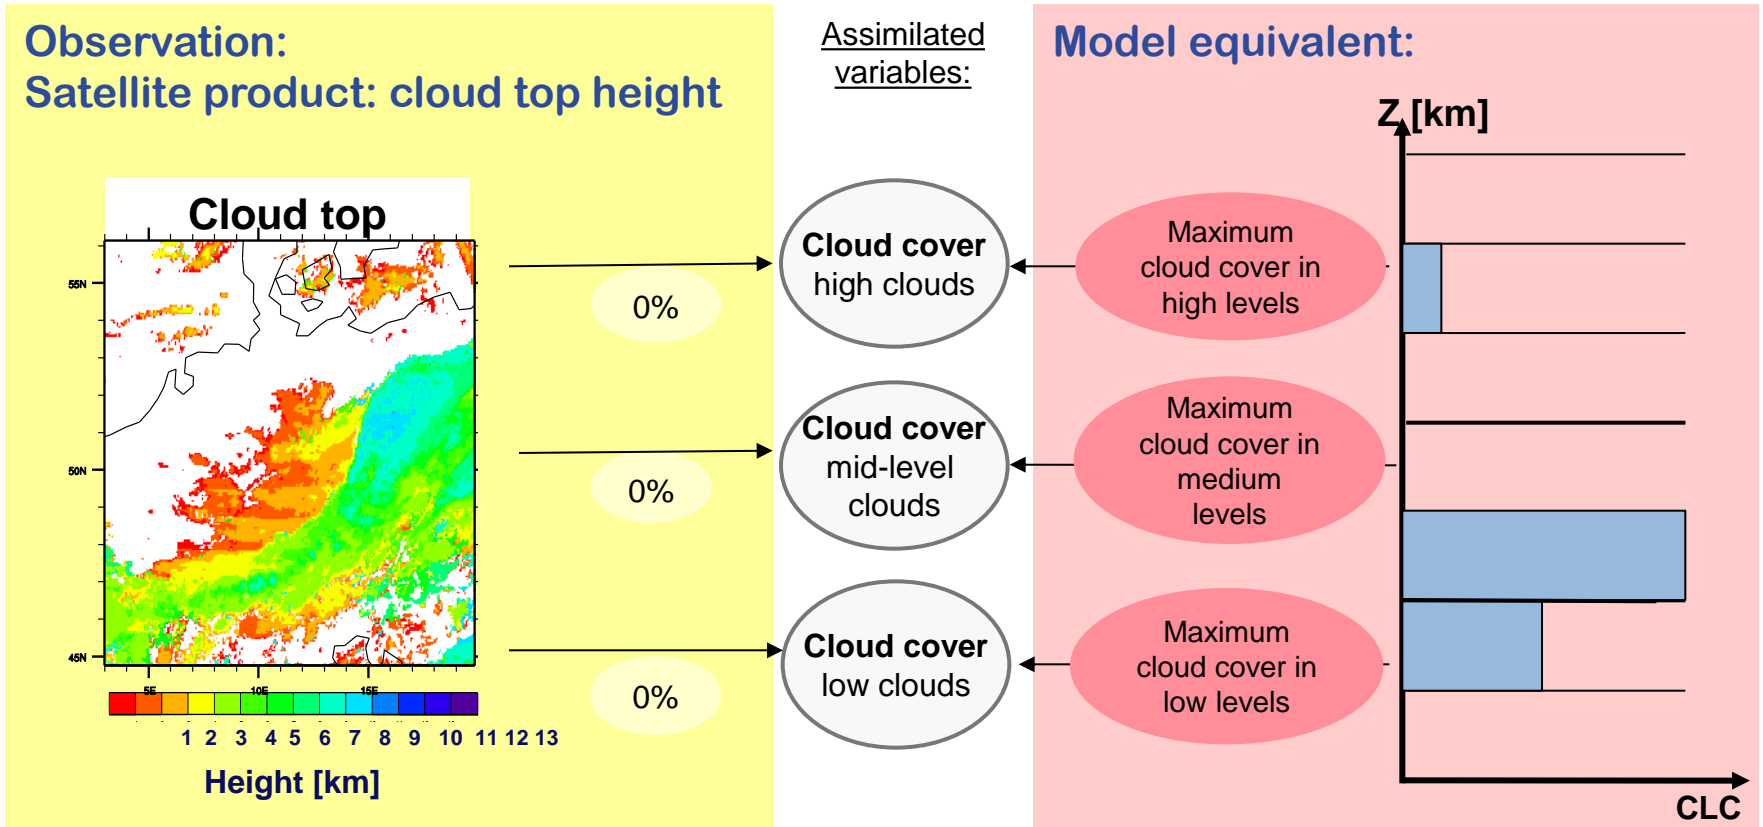 Observation:
Satellite product: cloud top height
Assimilated
variables:
Model equivalent:
Cloud top
55N
50N
45N
5E 10E 15E
1 2 3 4 5 6 7 8 9 10 11 12 13
Height [km]
0%
0%
0%
Cloud cover
high clouds
Cloud cover
mid-level
clouds
Cloud cover
low clouds
Maximum
cloud cover in
high levels
Maximum
cloud cover in
medium
levels
Maximum
cloud cover in
low levels
Z [km]
CLC